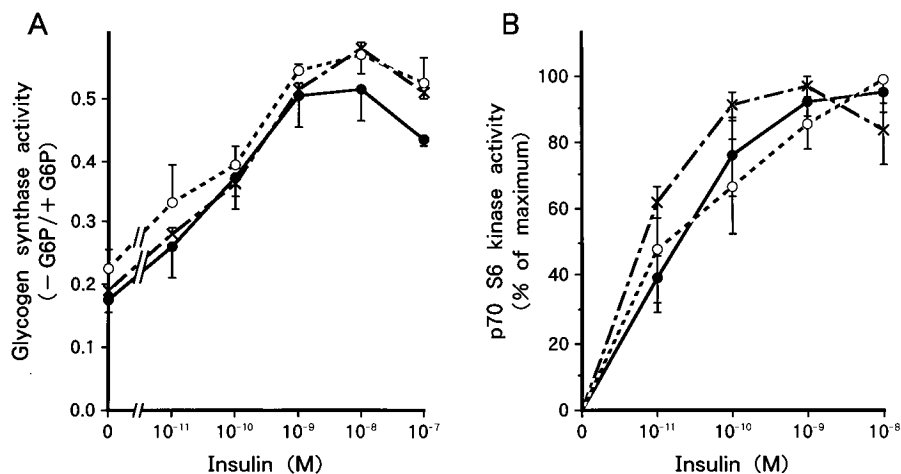 A
Glycogen synthase activity
(− G6P/+ G6P)
0.5
0.4
0.3
0.2
0.1
0.0
0
10⁻¹¹
10⁻¹⁰
10⁻⁹
10⁻⁸
10⁻⁷
Insulin (M)
B
p70 S6 kinase activity
(% of maximum)
100
80
60
40
20
0
0
10⁻¹¹
10⁻¹⁰
10⁻⁹
10⁻⁸
Insulin (M)